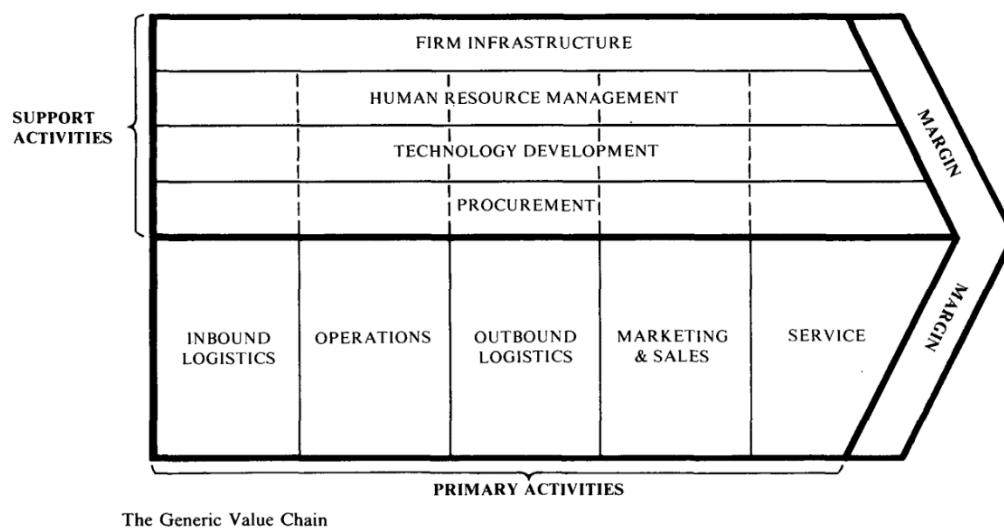 FIRM INFRASTRUCTURE
HUMAN RESOURCE MANAGEMENT
SUPPORT
ACTIVITIES
TECHNOLOGY DEVELOPMENT
PROCUREMENT
MARGIN
INBOUND
LOGISTICS
OPERATIONS
OUTBOUND
LOGISTICS
MARKETING
& SALES
SERVICE
MARGIN
PRIMARY ACTIVITIES
The Generic Value Chain